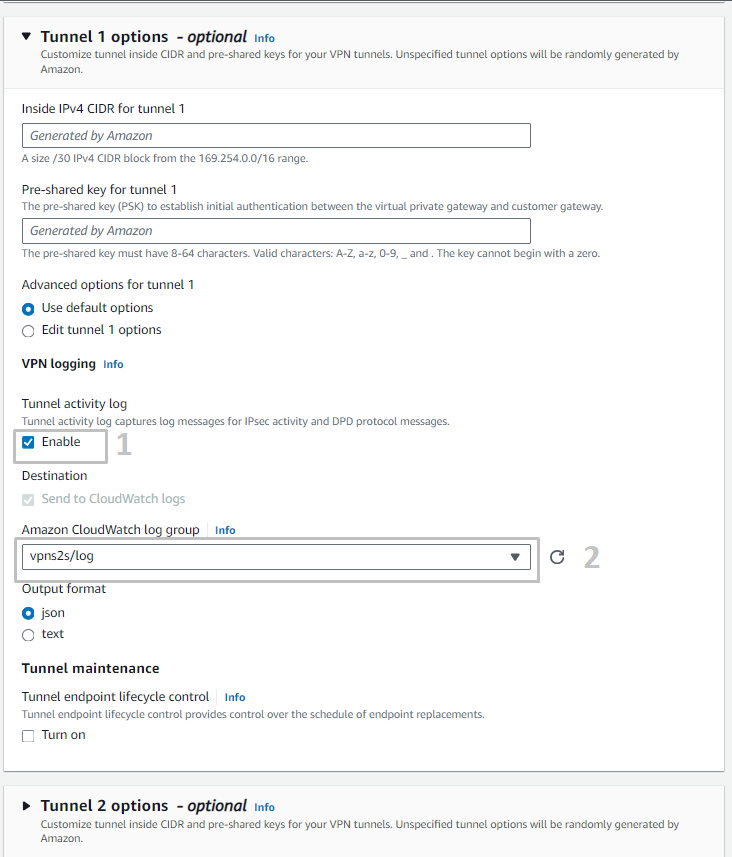 Tunnel 1 options - optional Info
Customize tunnel inside CIDR and pre-shared keys for your VPN tunnels. Unspecified tunnel options will be randomly generated by
Amazon.
Inside IPv4 CIDR for tunnel 1
Generated by Amazon
A size /30 IPv4 CIDR block from the 169.254.0.0/16 range.
Pre-shared key for tunnel 1
The pre-shared key (PSK) to establish initial authentication between the virtual private gateway and customer gateway.
Generated by Amazon
The pre-shared key must have 8-64 characters. Valid characters: A-Z, a-z, 0-9, _ and . The key cannot begin with a zero.
Advanced options for tunnel 1
Use default options
Edit tunnel 1 options
VPN logging Info
Tunnel activity log
Tunnel activity log captures log messages for IPsec activity and DPD protocol messages.
Enable 1
Destination
Send to CloudWatch logs
Amazon CloudWatch log group Info
vpns2s/log 2
Output format
json
text
Tunnel maintenance
Tunnel endpoint lifecycle control Info
Tunnel endpoint lifecycle control provides control over the schedule of endpoint replacements.
Turn on
Tunnel 2 options - optional Info
Customize tunnel inside CIDR and pre-shared keys for your VPN tunnels. Unspecified tunnel options will be randomly generated by
Amazon.